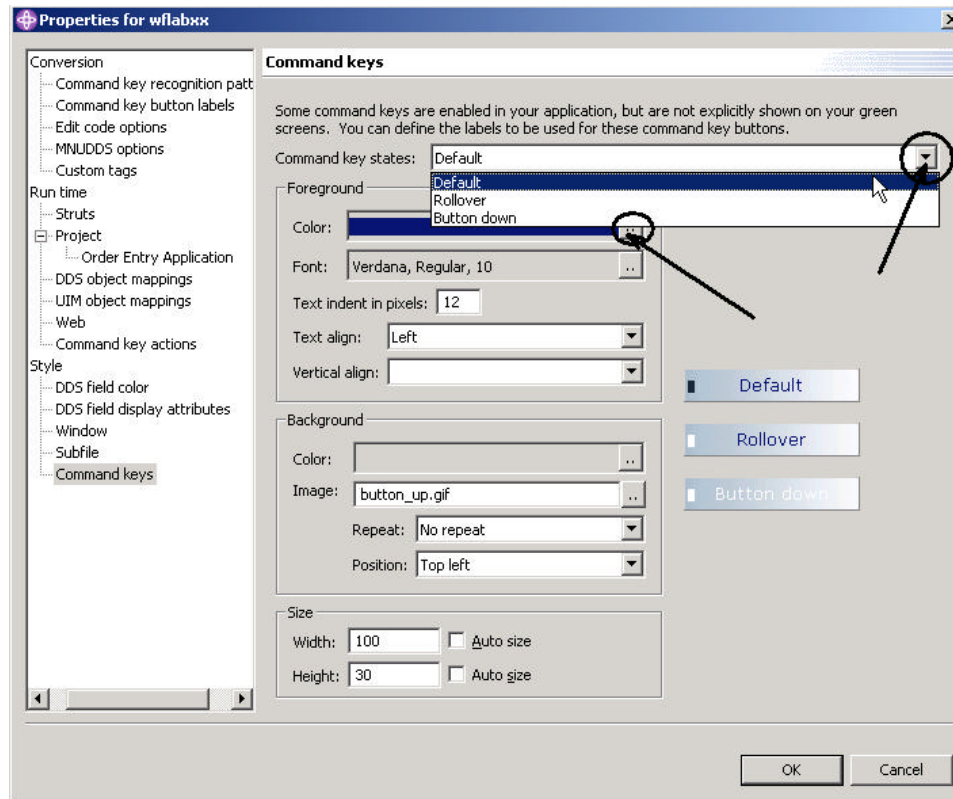 Properties for wflabxx
Conversion
Command key recognition patt
Command key button labels
Edit code options
MNUDDS options
Custom tags
Run time
Struts
Project
Order Entry Application
DDS object mappings
UIM object mappings
Web
Command key actions
Style
DDS field color
DDS field display attributes
Window
Subfile
Command keys
Command keys
Some command keys are enabled in your application, but are not explicitly shown on your green
screens. You can define the labels to be used for these command key buttons.
Command key states: Default
Default
Rollover
Button down
Foreground
Color: ..
Font: Verdana, Regular, 10 ..
Text indent in pixels: 12
Text align: Left
Vertical align:
Background
Color: ..
Image: button_up.gif ..
Repeat: No repeat
Position: Top left
Size
Width: 100 Auto size
Height: 30 Auto size
Default
Rollover
Button down
OK Cancel